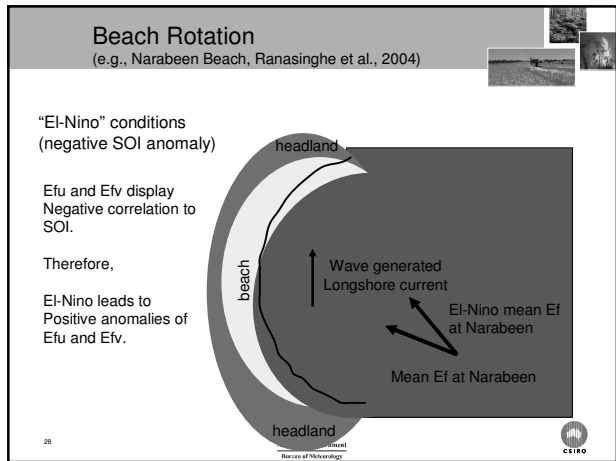 Beach Rotation
(e.g., Narabeen Beach, Ranasinghe et al., 2004)
“El-Nino” conditions
(negative SOI anomaly)
Efu and Efv display
Negative correlation to
SOI.
Therefore,
El-Nino leads to
Positive anomalies of
Efu and Efv.
headland
beach
Wave generated
Longshore current
El-Nino mean Ef
at Narabeen
Mean Ef at Narabeen
headland
28
Bureau of Meteorology
CSIRO